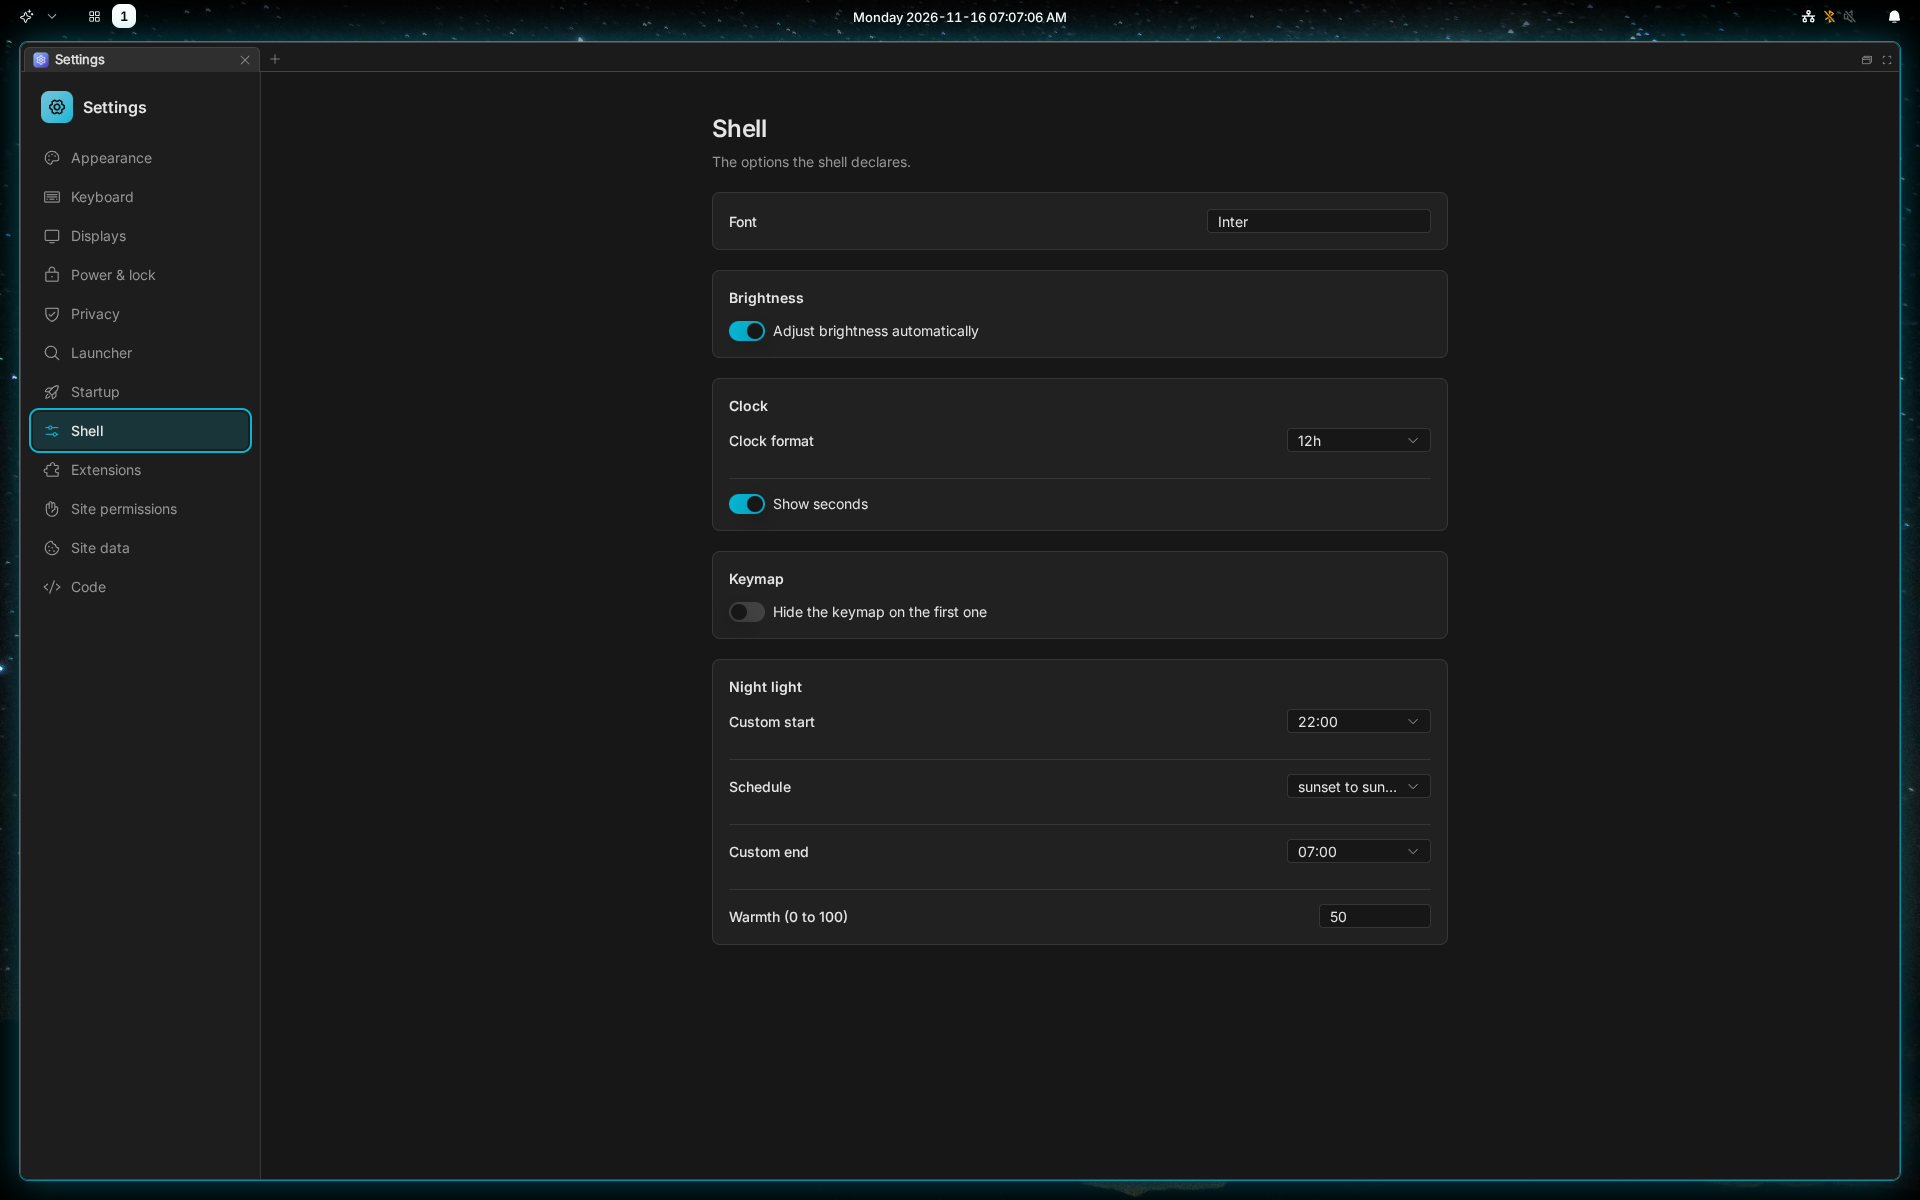 1
Monday 2026-11-16 07:07:06 AM
Settings
Settings
Appearance
Keyboard
Displays
Power & lock
Privacy
Launcher
Startup
Shell
Extensions
Site permissions
Site data
Code
Shell
The options the shell declares.
Font
Inter
Brightness
Adjust brightness automatically
Clock
Clock format
12h
Show seconds
Keymap
Hide the keymap on the first one
Night light
Custom start
22:00
Schedule
sunset to sun...
Custom end
07:00
Warmth (0 to 100)
50